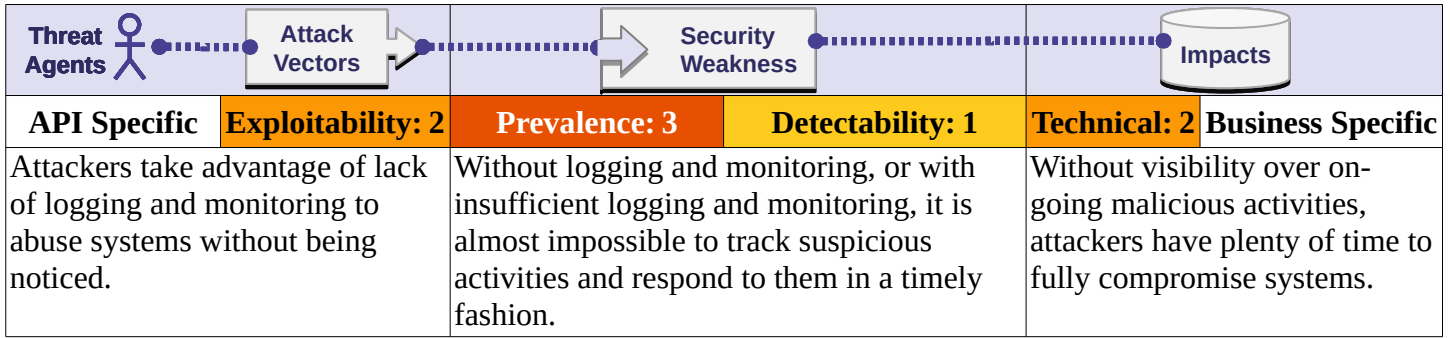 Threat
Agents
Attack
Vectors
Security
Weakness
Impacts
API Specific
Exploitability: 2
Prevalence: 3
Detectability: 1
Technical: 2
Business Specific
Attackers take advantage of lack
of logging and monitoring to
abuse systems without being
noticed.
Without logging and monitoring, or with
insufficient logging and monitoring, it is
almost impossible to track suspicious
activities and respond to them in a timely
fashion.
Without visibility over on-
going malicious activities,
attackers have plenty of time to
fully compromise systems.